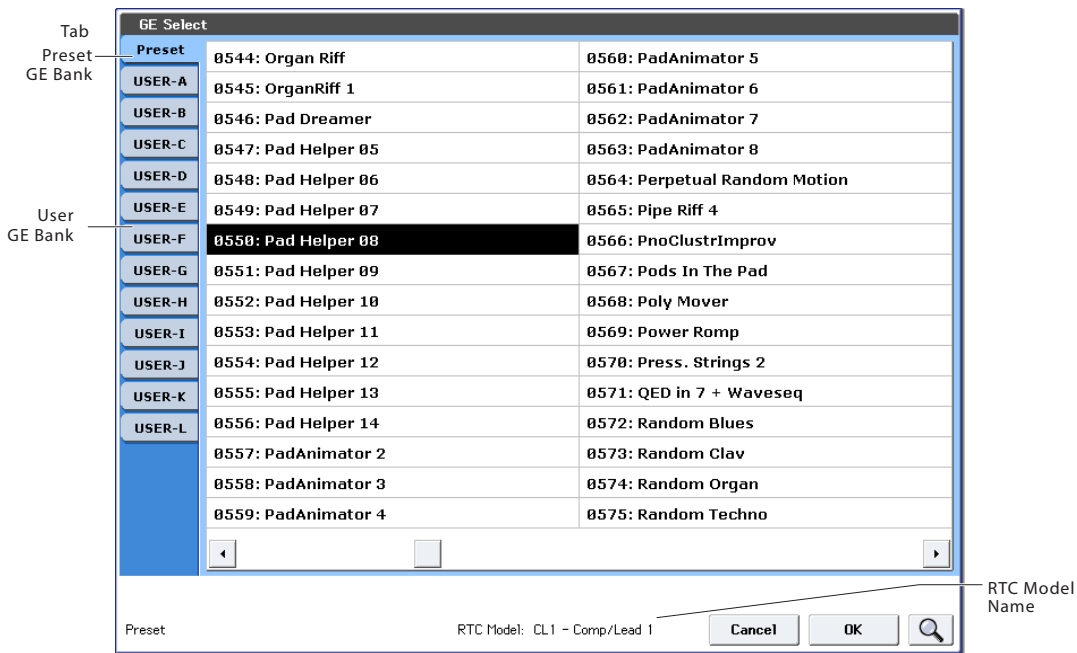 GE Select
Tab
Preset
GE Bank
User
GE Bank
Preset
USER-A
USER-B
USER-C
USER-D
USER-E
USER-F
USER-G
USER-H
USER-I
USER-J
USER-K
USER-L
0544: Organ Riff
0545: OrganRiff 1
0546: Pad Dreamer
0547: Pad Helper 05
0548: Pad Helper 06
0549: Pad Helper 07
0550: Pad Helper 08
0551: Pad Helper 09
0552: Pad Helper 10
0553: Pad Helper 11
0554: Pad Helper 12
0555: Pad Helper 13
0556: Pad Helper 14
0557: PadAnimator 2
0558: PadAnimator 3
0559: PadAnimator 4
0560: PadAnimator 5
0561: PadAnimator 6
0562: PadAnimator 7
0563: PadAnimator 8
0564: Perpetual Random Motion
0565: Pipe Riff 4
0566: PnoClustrImprov
0567: Pods In The Pad
0568: Poly Mover
0569: Power Romp
0570: Press. Strings 2
0571: QED in 7 + Waveseq
0572: Random Blues
0573: Random Clav
0574: Random Organ
0575: Random Techno
RTC Model
Name
Preset
RTC Model: CL1 - Comp/Lead 1
Cancel
OK